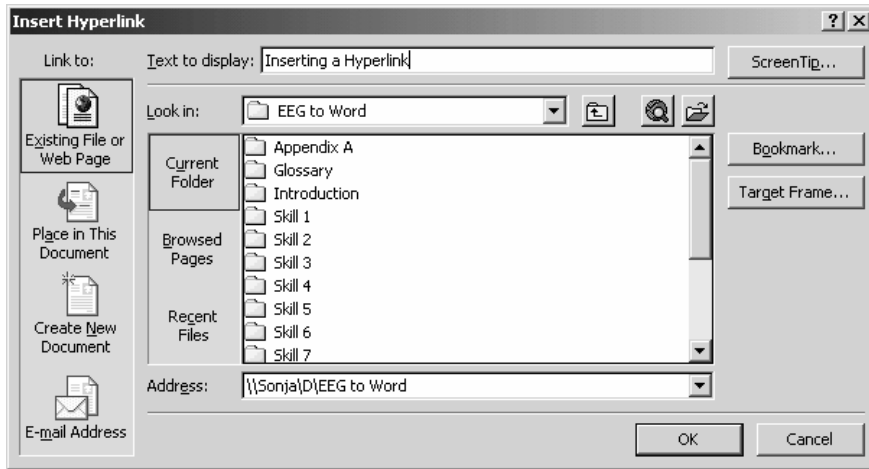 Insert Hyperlink
Link to:
Text to display: Inserting a Hyperlink
ScreenTip...
Existing File or
Web Page
Place in This
Document
Create New
Document
E-mail Address
Look in: EEG to Word
Current
Folder
Browsed
Pages
Recent
Files
Appendix A
Glossary
Introduction
Skill 1
Skill 2
Skill 3
Skill 4
Skill 5
Skill 6
Skill 7
Bookmark...
Target Frame...
Address: \\Sonja\D\EEG to Word
OK
Cancel